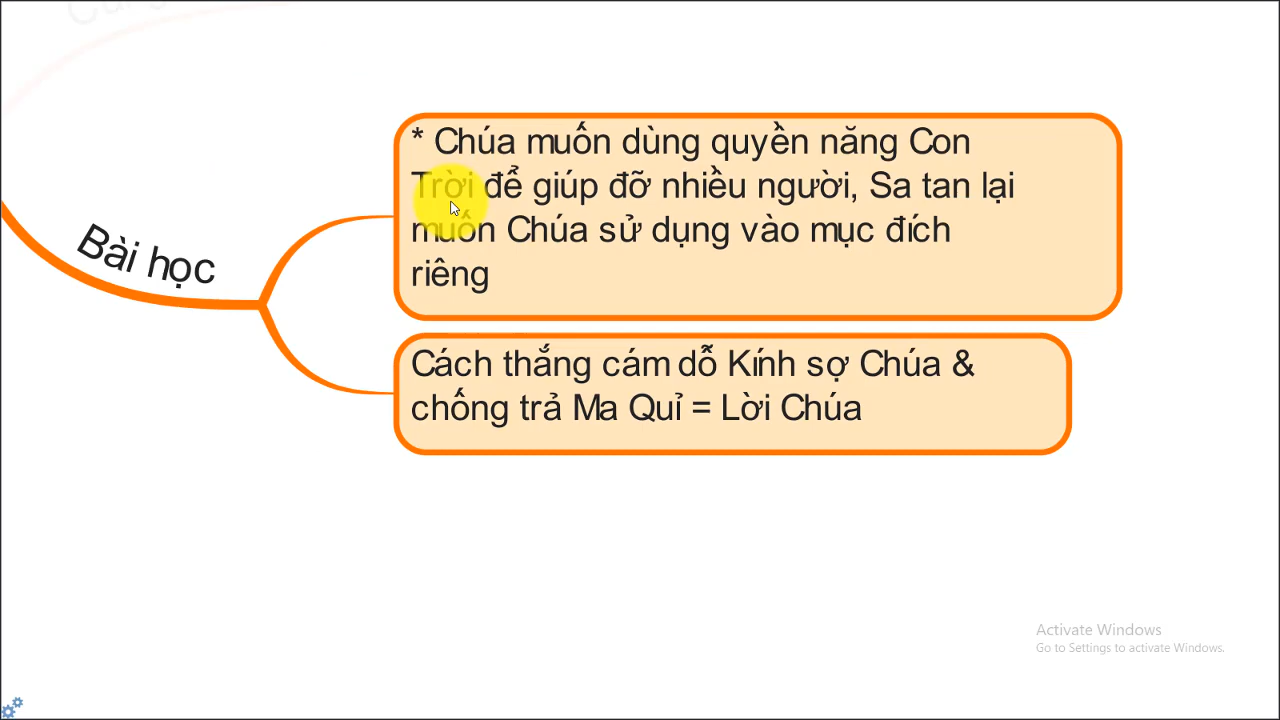 Bài học
* Chúa muốn dùng quyền năng Con
Trời để giúp đỡ nhiều người, Sa tan lại
muốn Chúa sử dụng vào mục đích
riêng
Cách thắng cám dỗ Kính sợ Chúa &
chống trả Ma Quỉ = Lời Chúa
Activate Windows
Go to Settings to activate Windows.